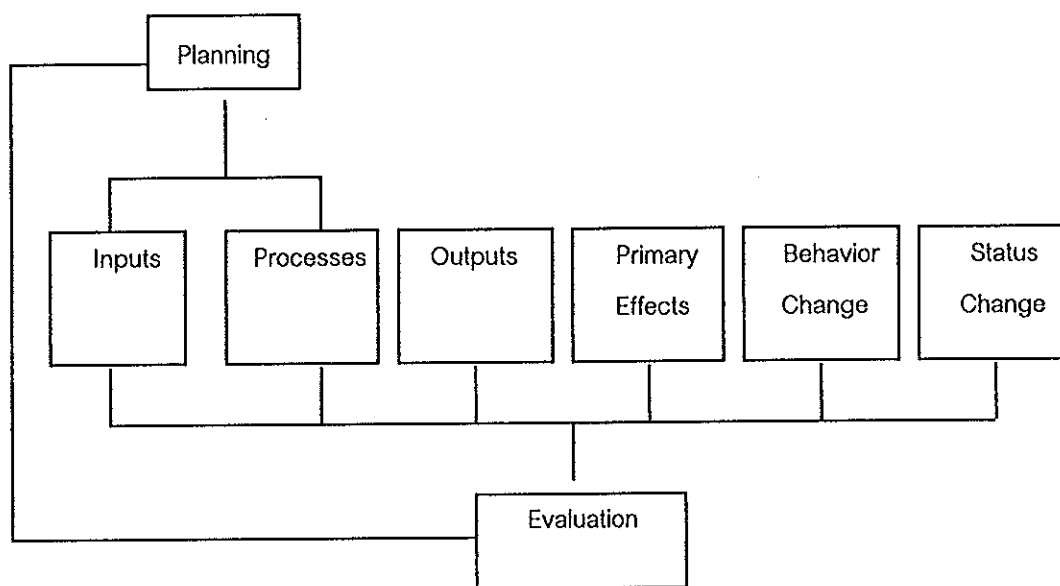 Planning
Inputs
Processes
Outputs
Primary
Effects
Behavior
Change
Status
Change
Evaluation